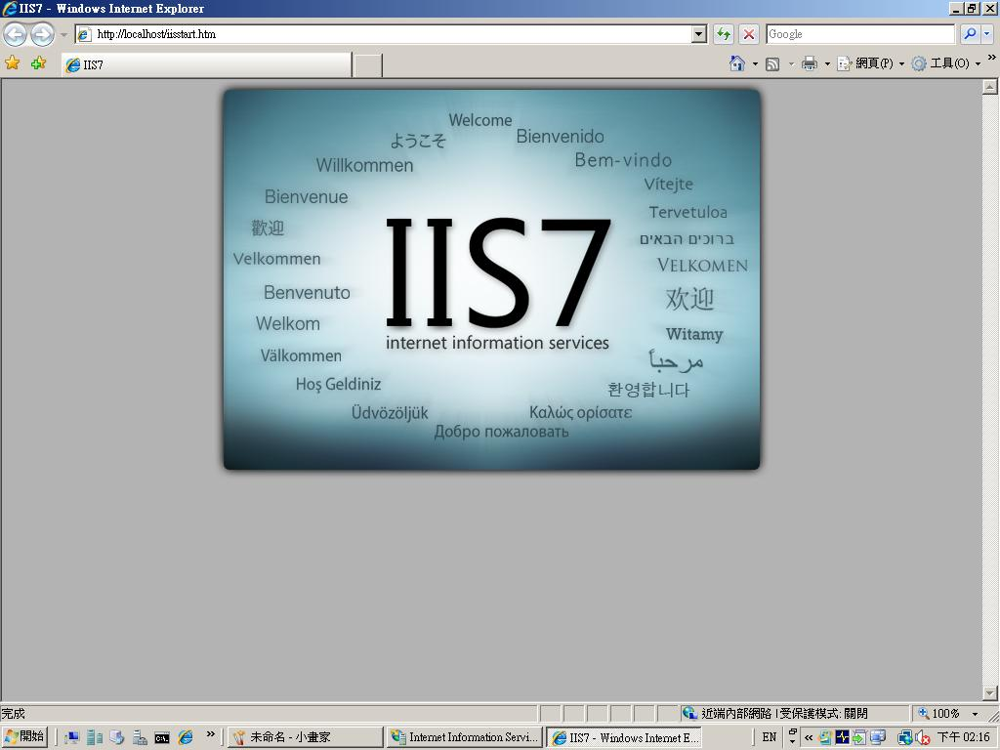 IIS7 - Windows Internet Explorer
http://localhost/iisstart.htm
Google
IIS7
網頁(P)
工具(O)
Welcome
ようこそ
Bienvenido
Willkommen
Bem-vindo
Vítejte
Bienvenue
Tervetuloa
歡迎
ברוכים הבאים
Velkommen
VELKOMEN
IIS7
Benvenuto
欢迎
Welkom
Witamy
internet information services
Välkommen
مرحباً
Hoş Geldiniz
환영합니다
Üdvözöljük
Καλώς ορίσατε
Добро пожаловать
完成
近端內部網路 | 受保護模式: 關閉
100%
開始
未命名 - 小畫家
Internet Information Servi...
IIS7 - Windows Internet E...
EN
下午 02:16